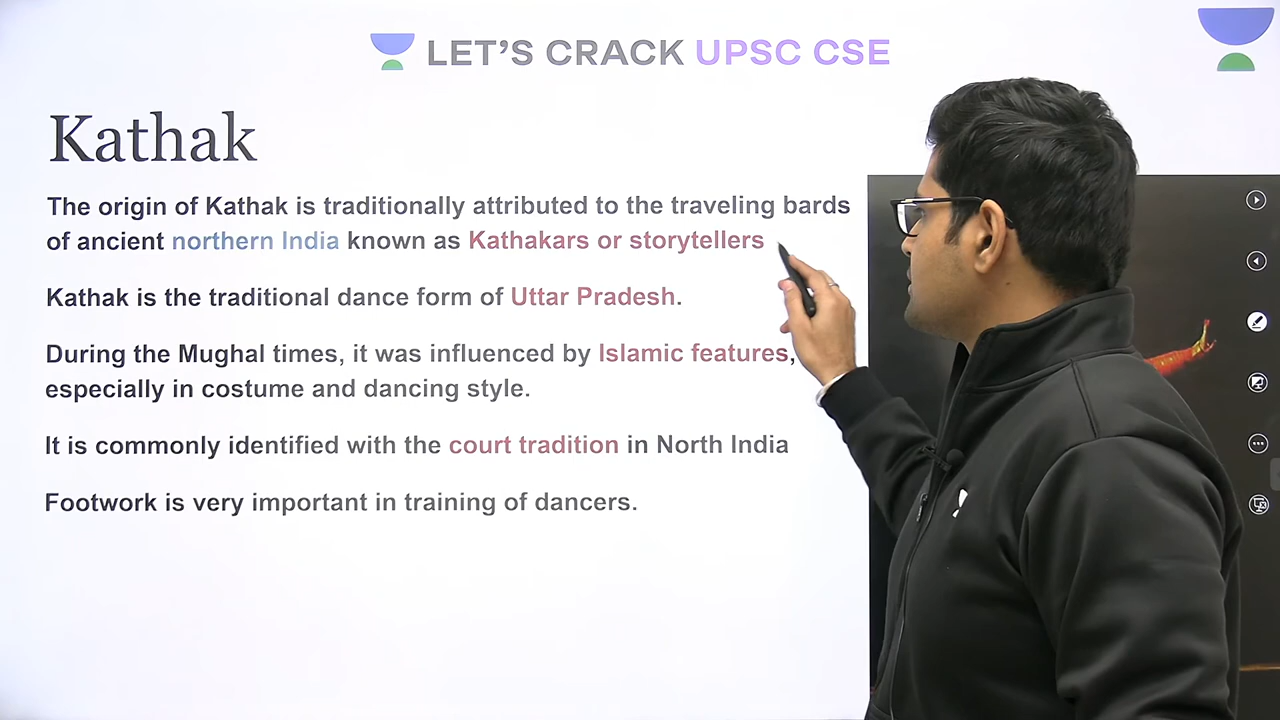 LET'S CRACK UPSC CSE
Kathak
The origin of Kathak is traditionally attributed to the traveling bards
of ancient northern India known as Kathakars or storytellers
Kathak is the traditional dance form of Uttar Pradesh.
During the Mughal times, it was influenced by Islamic features,
especially in costume and dancing style.
It is commonly identified with the court tradition in North India
Footwork is very important in training of dancers.